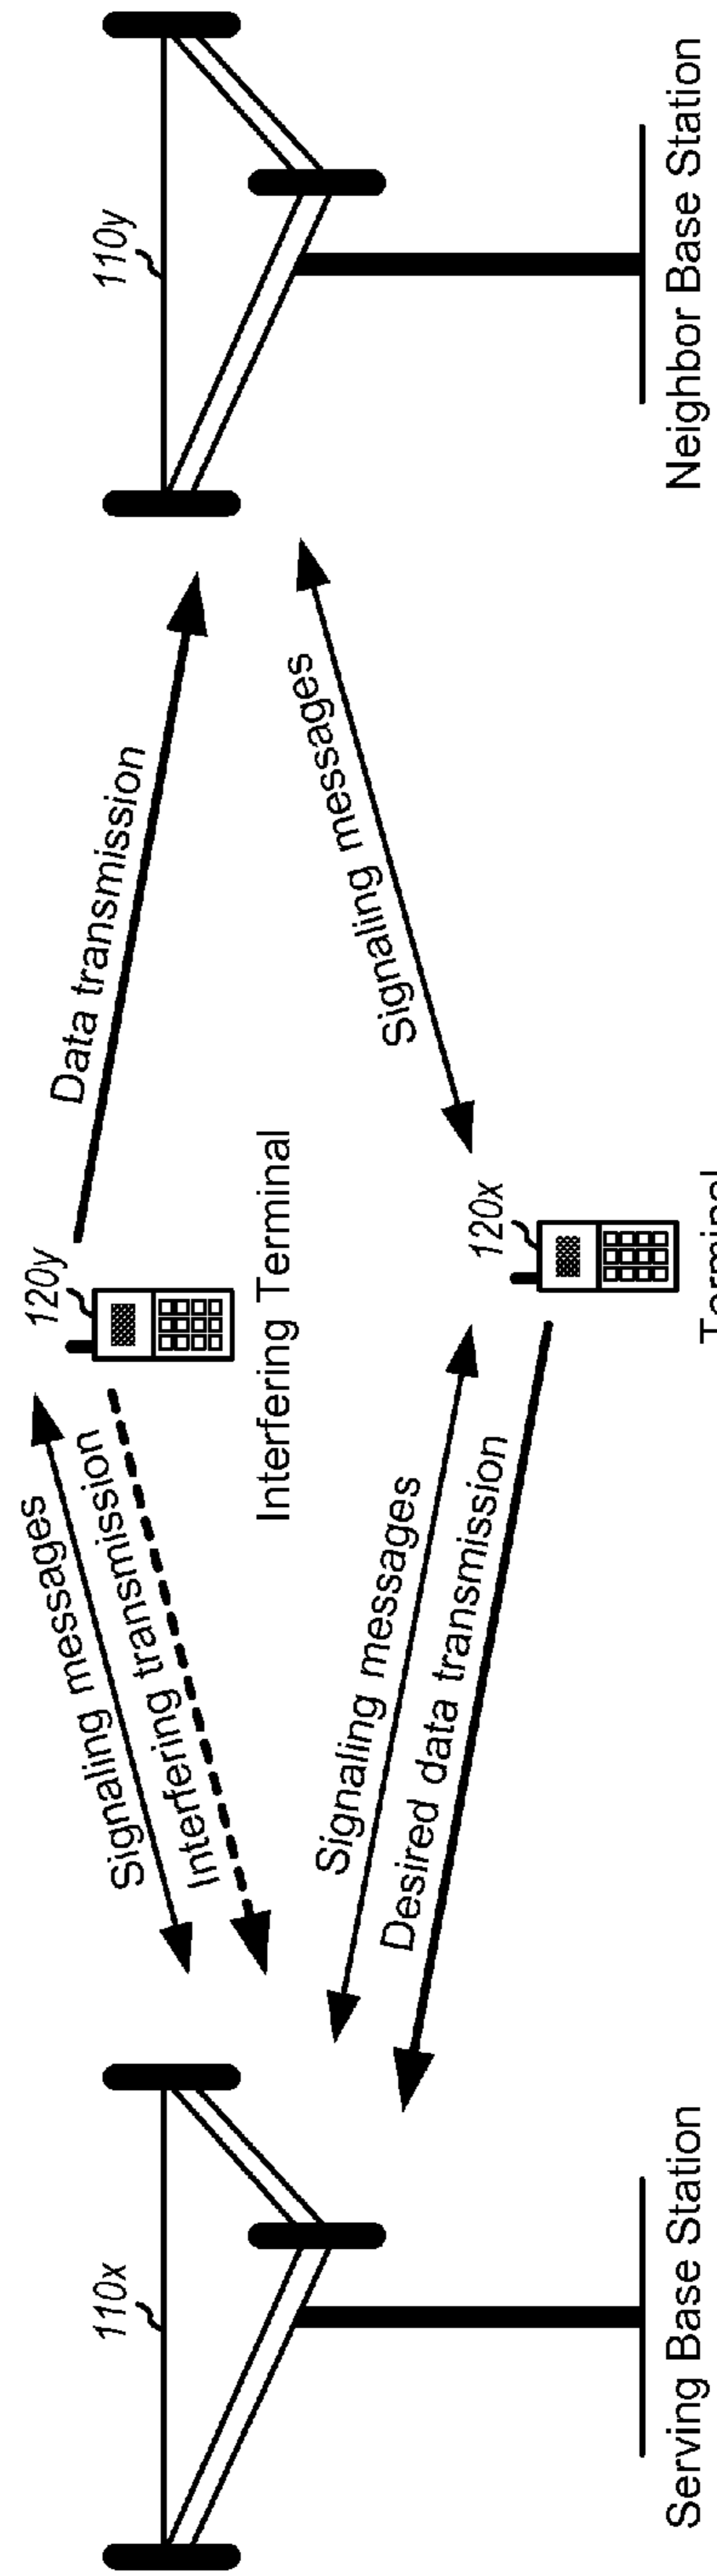 110x
Serving Base Station
Signaling messages
Interfering transmission
120y
Interfering Terminal
Data transmission
Signaling messages
Desired data transmission
120x
Terminal
Signaling messages
110y
Neighbor Base Station